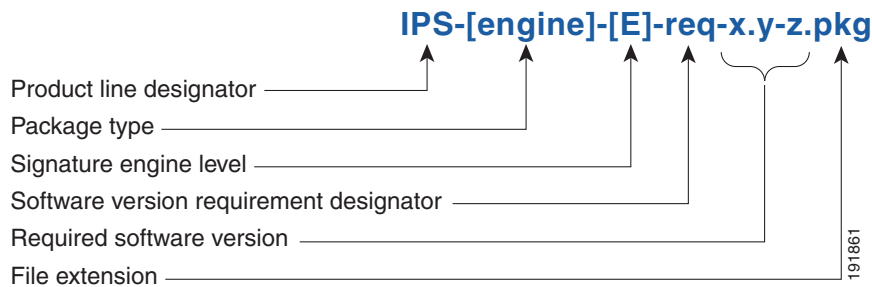 IPS-[engine]-[E]-req-x.y-z.pkg
Product line designator
Package type
Signature engine level
Software version requirement designator
Required software version
File extension
191861